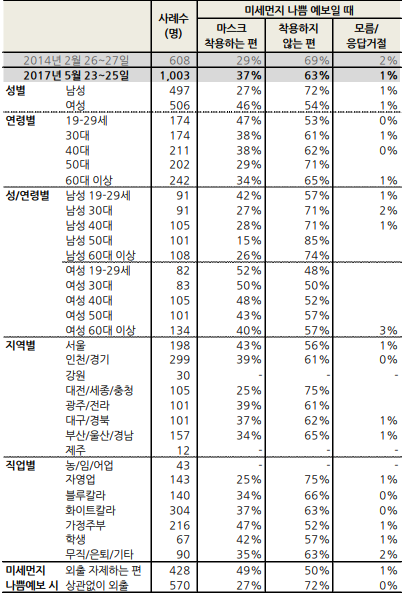 사례수 (명) 미세먼지 나쁨 예보일 때
마스크 착용하는 편 착용하지 않는 편 모름/응답거절
2014년 2월 26~27일 608 29% 69% 2%
2017년 5월 23~25일 1,003 37% 63% 1%
성별 남성 497 27% 72% 1%
여성 506 46% 54% 1%
연령별 19-29세 174 47% 53% 0%
30대 174 38% 61% 1%
40대 211 38% 62% 0%
50대 202 29% 71%
60대 이상 242 34% 65% 1%
성/연령별 남성 19-29세 91 42% 57% 1%
남성 30대 91 27% 71% 2%
남성 40대 105 28% 71% 1%
남성 50대 101 15% 85%
남성 60대 이상 108 26% 74%
여성 19-29세 82 52% 48%
여성 30대 83 50% 50%
여성 40대 105 48% 52%
여성 50대 101 43% 57%
여성 60대 이상 134 40% 57% 3%
지역별 서울 198 43% 56% 1%
인천/경기 299 39% 61% 0%
강원 30 - - -
대전/세종/충청 105 25% 75%
광주/전라 101 39% 61%
대구/경북 101 37% 62% 1%
부산/울산/경남 157 34% 65% 1%
제주 12 - - -
직업별 농/임/어업 43 - - -
자영업 143 25% 75% 1%
블루칼라 140 34% 66% 0%
화이트칼라 304 37% 63% 0%
가정주부 216 47% 52% 1%
학생 67 42% 57% 1%
무직/은퇴/기타 90 35% 63% 2%
미세먼지 외출 자제하는 편 428 49% 50% 1%
나쁨예보 시 상관없이 외출 570 27% 72% 0%